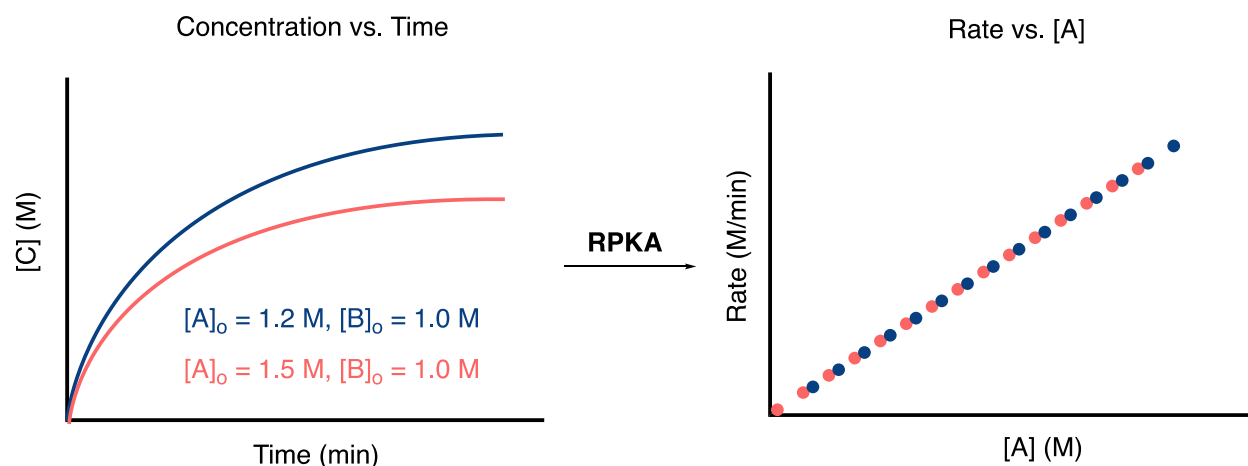 Concentration vs. Time
[C] (M)
[A]ₒ = 1.2 M, [B]ₒ = 1.0 M
[A]ₒ = 1.5 M, [B]ₒ = 1.0 M
Time (min)
RPKA
Rate vs. [A]
Rate (M/min)
[A] (M)